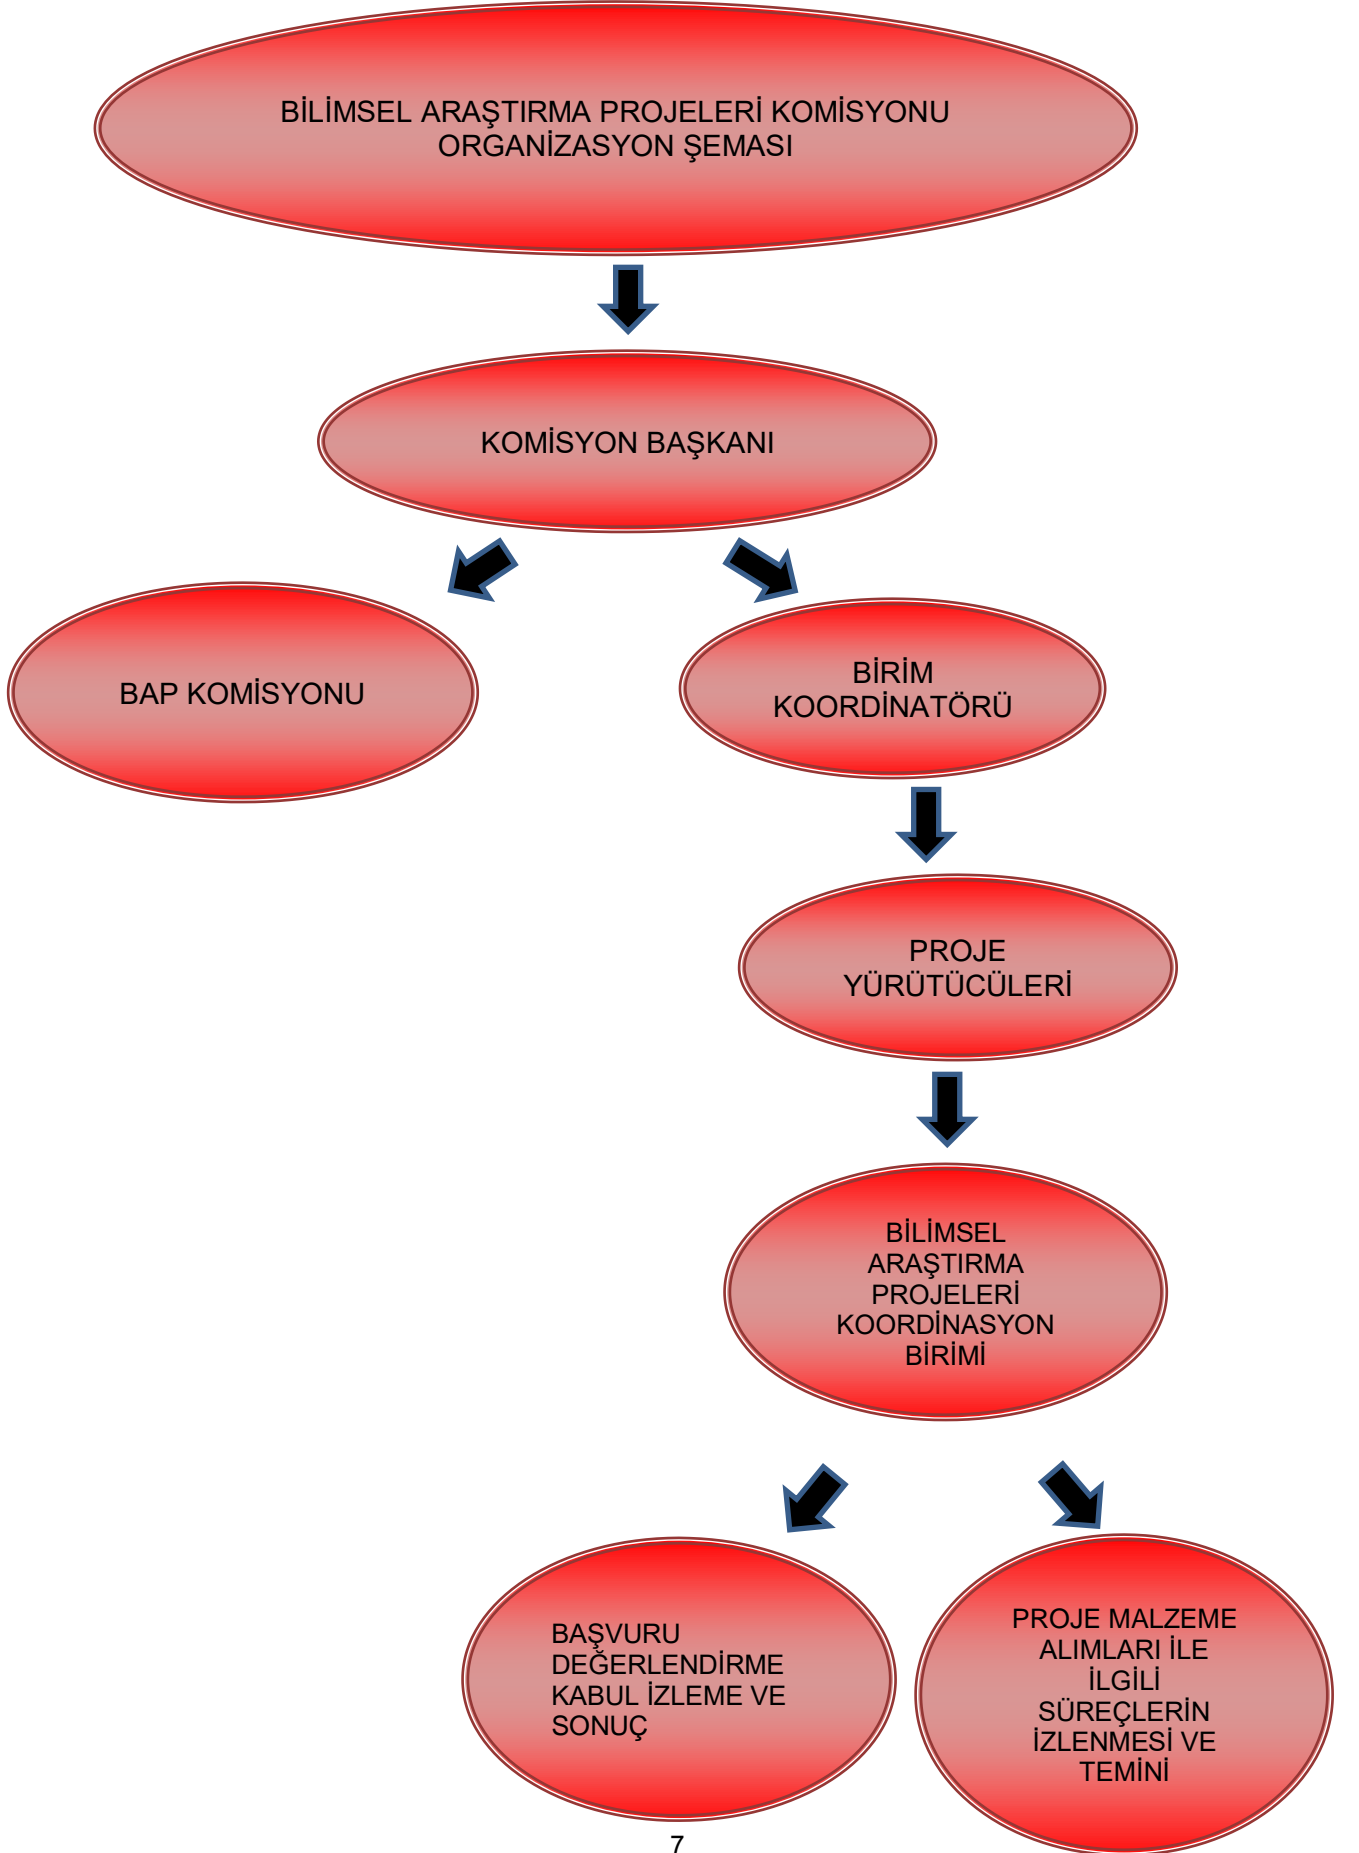 BİLİMSEL ARAŞTIRMA PROJELERİ KOMİSYONU
ORGANİZASYON ŞEMASI
KOMİSYON BAŞKANI
BAP KOMİSYONU
BİRİM
KOORDİNATÖRÜ
PROJE
YÜRÜTÜCÜLERİ
BİLİMSEL
ARAŞTIRMA
PROJELERİ
KOORDİNASYON
BİRİMİ
BAŞVURU
DEĞERLENDİRME
KABUL İZLEME VE
SONUÇ
PROJE MALZEME
ALIMLARI İLE
İLGİLİ
SÜREÇLERİN
İZLENMESİ VE
TEMİNİ
7